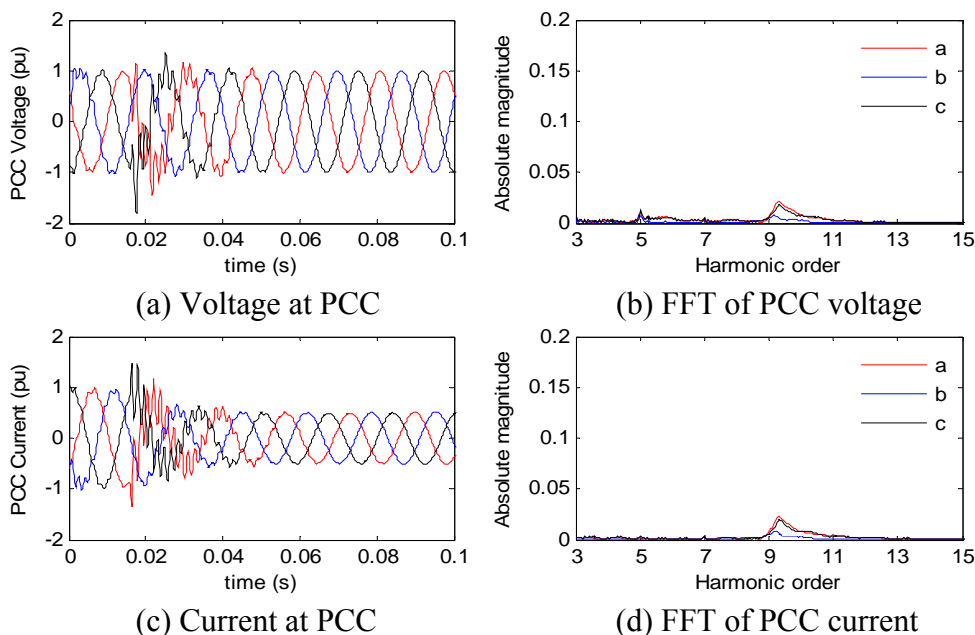 PCC Voltage (pu)
2
1
0
-1
-2
0 0.02 0.04 0.06 0.08 0.1
time (s)
(a) Voltage at PCC
Absolute magnitude
0.2
0.15
0.1
0.05
0
3 5 7 9 11 13 15
Harmonic order
a
b
c
(b) FFT of PCC voltage
PCC Current (pu)
2
1
0
-1
-2
0 0.02 0.04 0.06 0.08 0.1
time (s)
(c) Current at PCC
Absolute magnitude
0.2
0.15
0.1
0.05
0
3 5 7 9 11 13 15
Harmonic order
a
b
c
(d) FFT of PCC current